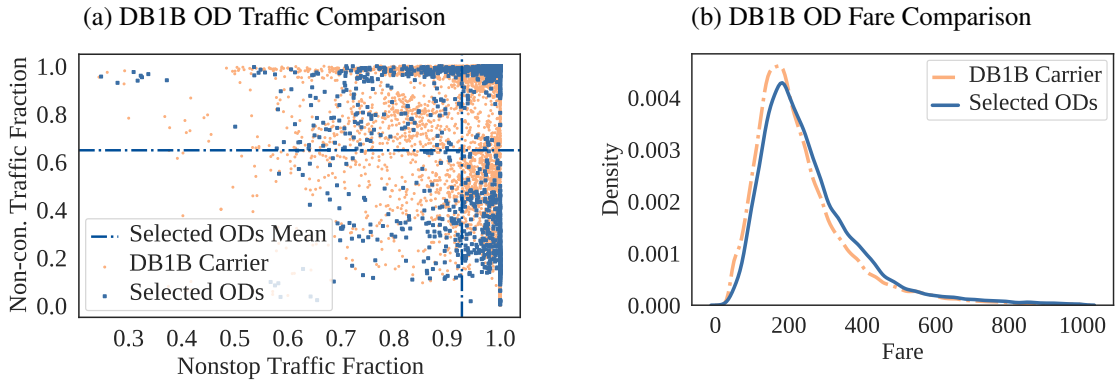 (a) DB1B OD Traffic Comparison
Non-con. Traffic Fraction
1.0
0.8
0.6
0.4
0.2
0.0
Selected ODs Mean
DB1B Carrier
Selected ODs
0.3 0.4 0.5 0.6 0.7 0.8 0.9 1.0
Nonstop Traffic Fraction
(b) DB1B OD Fare Comparison
Density
0.004
0.003
0.002
0.001
0.000
DB1B Carrier
Selected ODs
0 200 400 600 800 1000
Fare